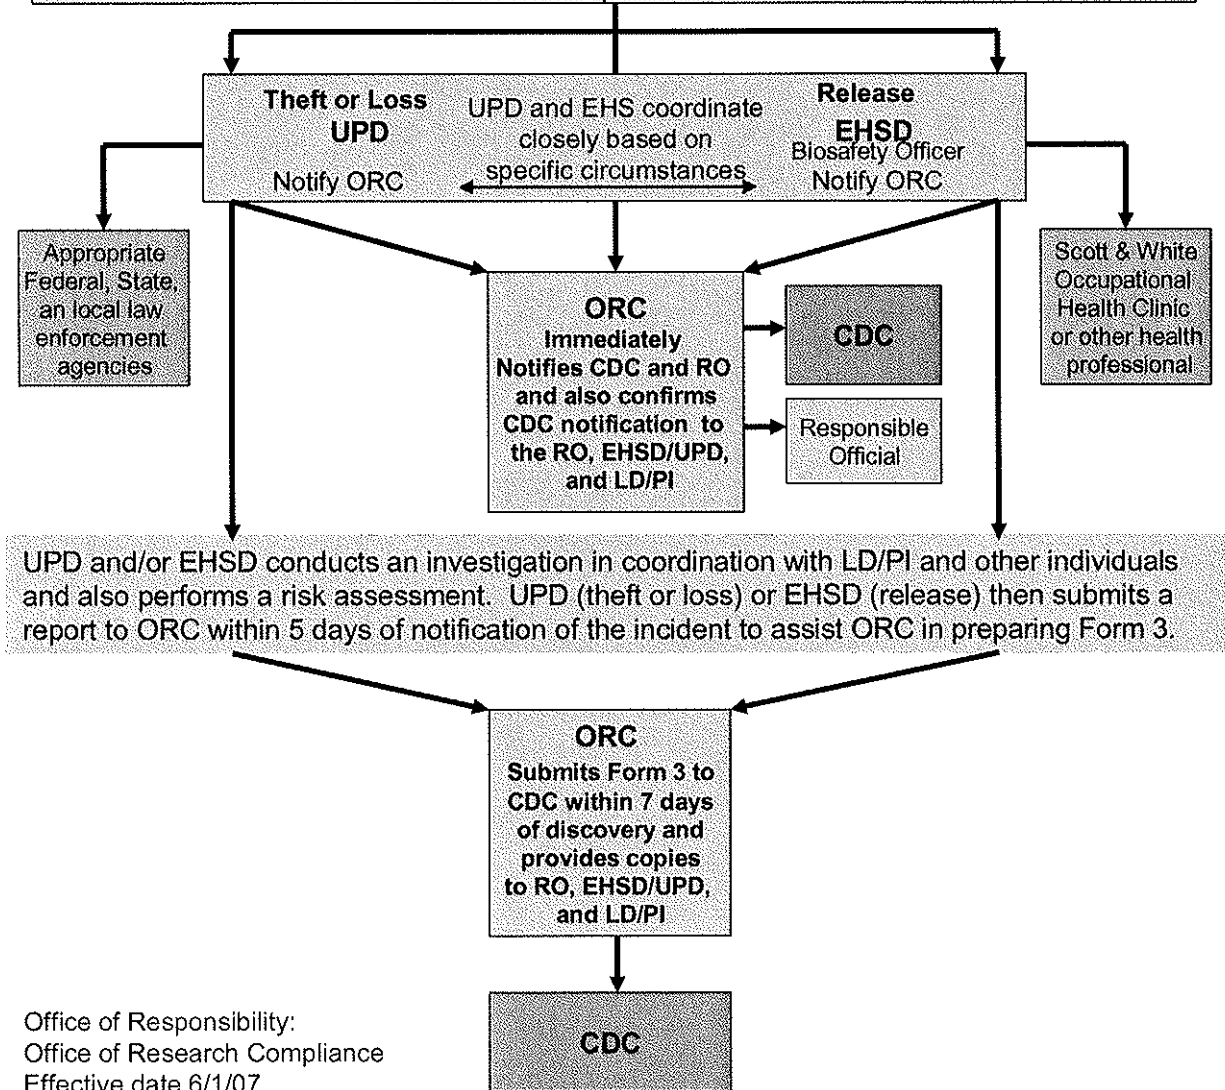 Theft or Loss
UPD
Notify ORC
UPD and EHS coordinate
closely based on
specific circumstances
Release
EHSD
Biosafety Officer
Notify ORC
Appropriate
Federal, State,
an local law
enforcement
agencies
ORC
Immediately
Notifies CDC and RO
and also confirms
CDC notification to
the RO, EHSD/UPD,
and LD/PI
CDC
Responsible
Official
Scott & White
Occupational
Health Clinic
or other health
professional
UPD and/or EHSD conducts an investigation in coordination with LD/PI and other individuals
and also performs a risk assessment. UPD (theft or loss) or EHSD (release) then submits a
report to ORC within 5 days of notification of the incident to assist ORC in preparing Form 3.
ORC
Submits Form 3 to
CDC within 7 days
of discovery and
provides copies
to RO, EHSD/UPD,
and LD/PI
CDC
Office of Responsibility:
Office of Research Compliance
Effective date 6/1/07